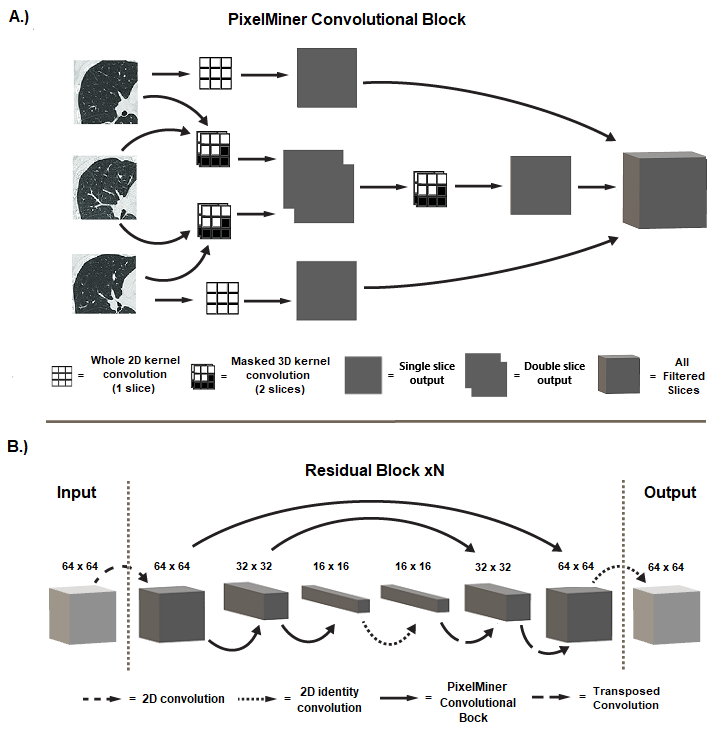 A.)
PixelMiner Convolutional Block
= Whole 2D kernel
convolution
(1 slice)
= Masked 3D kernel
convolution
(2 slices)
= Single slice
output
= Double slice
output
= All
Filtered
Slices
B.)
Residual Block xN
Input
Output
64 x 64
64 x 64
32 x 32
16 x 16
16 x 16
32 x 32
64 x 64
64 x 64
= 2D convolution
= 2D identity
convolution
= PixelMiner
Convolutional
Bock
= Transposed
Convolution